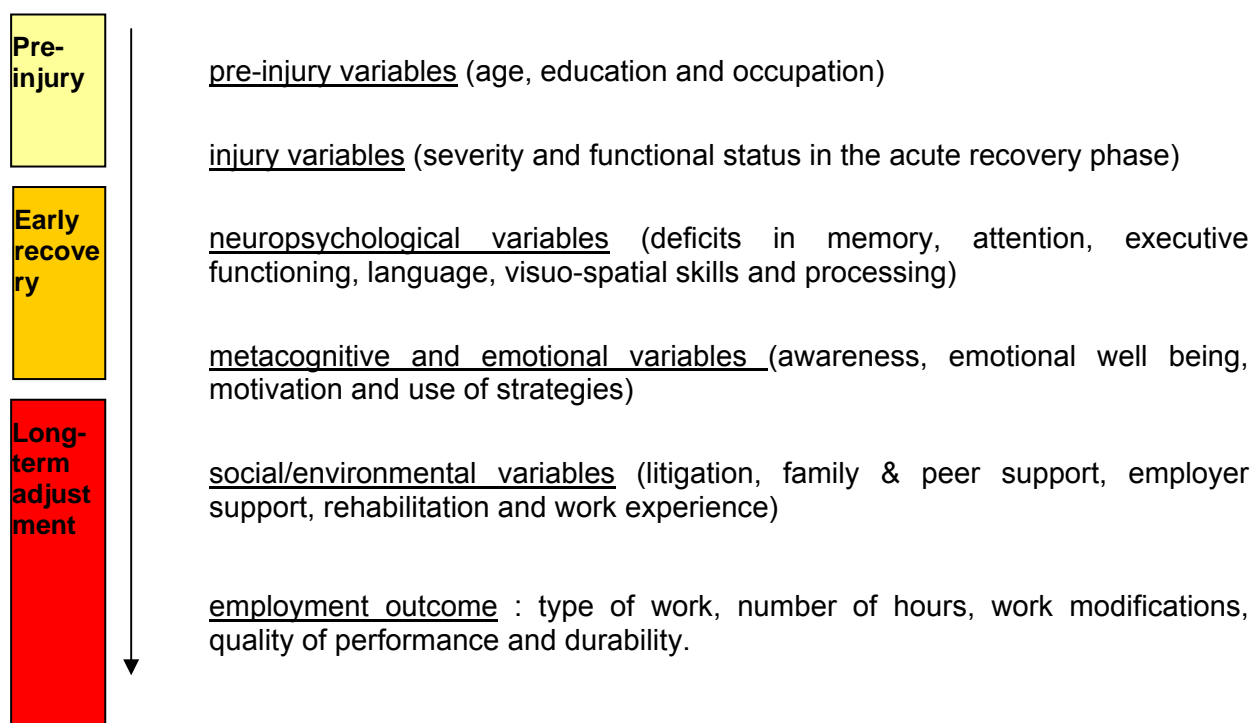 Pre-
injury
pre-injury variables (age, education and occupation)
injury variables (severity and functional status in the acute recovery phase)
Early
recove
ry
neuropsychological variables (deficits in memory, attention, executive
functioning, language, visuo-spatial skills and processing)
metacognitive and emotional variables (awareness, emotional well being,
motivation and use of strategies)
Long-
term
adjust
ment
social/environmental variables (litigation, family & peer support, employer
support, rehabilitation and work experience)
employment outcome : type of work, number of hours, work modifications,
quality of performance and durability.